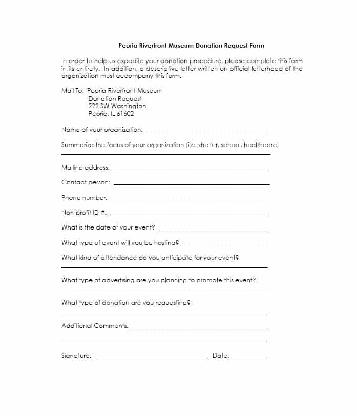 Peoria Riverfront Museum Donation Request Form
In order to help us expedite your donation procedure, please complete this form
in its entirety. In addition, a descriptive letter written on official letterhead of the
organization must accompany this form.
Mail To: Peoria Riverfront Museum
Donation Request
222 SW Washington
Peoria, IL 61602
Name of your organization:
Summarize the focus of your organization (i.e. shelter, school, healthcare)
Mailing address:
Contact person:
Phone number:
Non profit ID #:
What is the date of your event?
What type of event will you be hosting?
What kind of attendance do you anticipate for your event?
What type of advertising are you planning to promote this event?
What type of donation are you requesting?
Additional Comments:
Signature: Date: